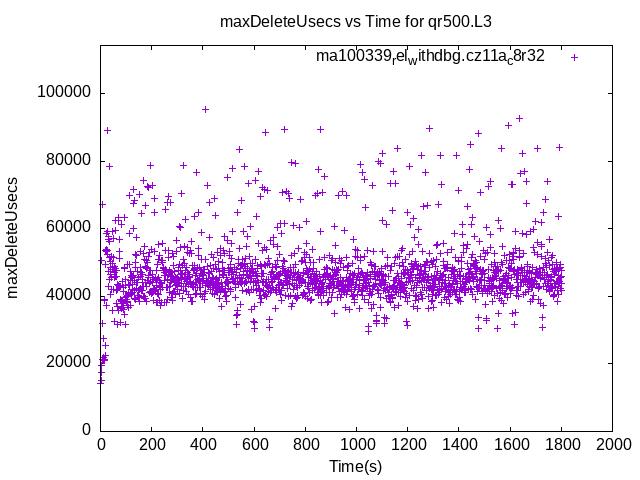 maxDeleteUsecs vs Time for qr500.L3
ma100339relwithdbg.cz11ac8r32
100000
80000
60000
40000
20000
0
maxDeleteUsecs
0 200 400 600 800 1000 1200 1400 1600 1800 2000
Time(s)